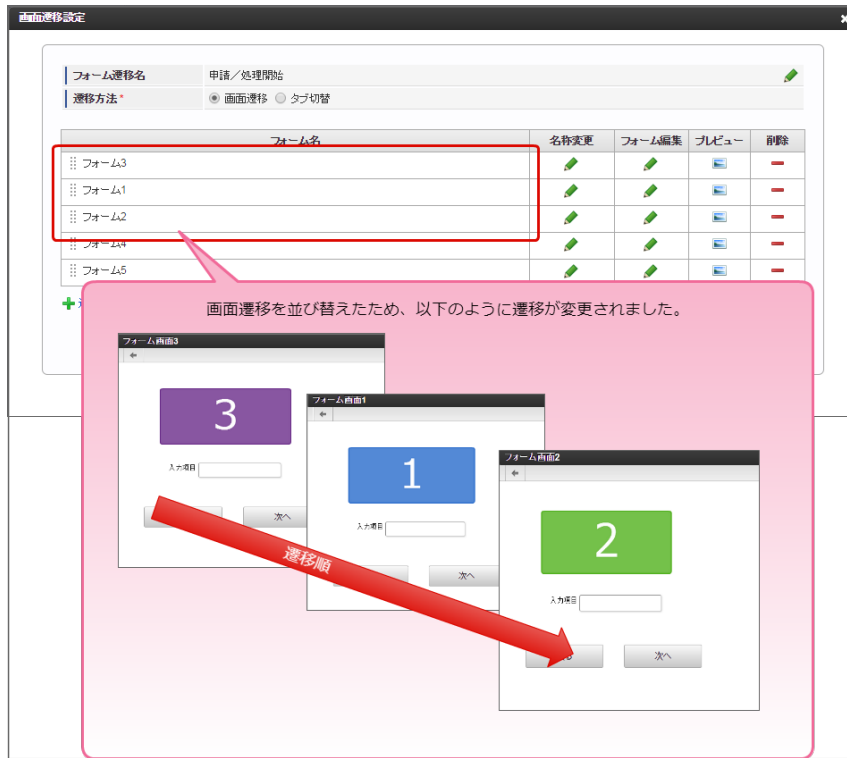 画面遷移設定
フォーム遷移名 申請／処理開始
遷移方法* 画面遷移 タブ切替
フォーム名 名称変更 フォーム編集 プレビュー 削除
フォーム3
フォーム1
フォーム2
フォーム4
フォーム5
画面遷移を並び替えたため、以下のように遷移が変更されました。
フォーム画面3
3
入力項目
次へ
フォーム画面1
1
入力項目
次へ
フォーム画面2
2
入力項目
次へ
遷移順